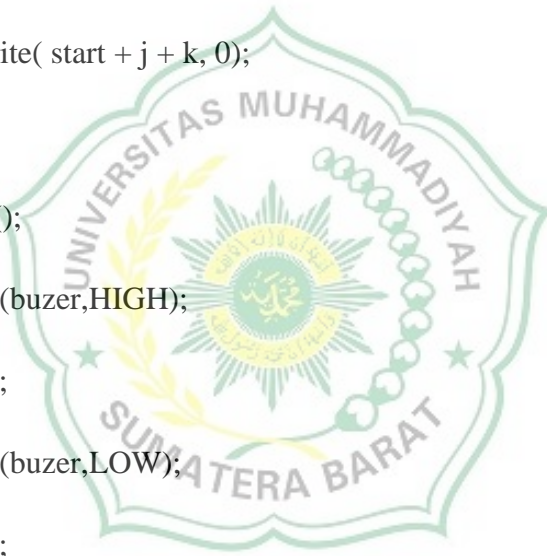 ite( start + j + k, 0);
UNIVERSITAS MUHAMMADIYAH
();
(buzer,HIGH);
;
(buzer,LOW);
SUMATERA BARAT
;